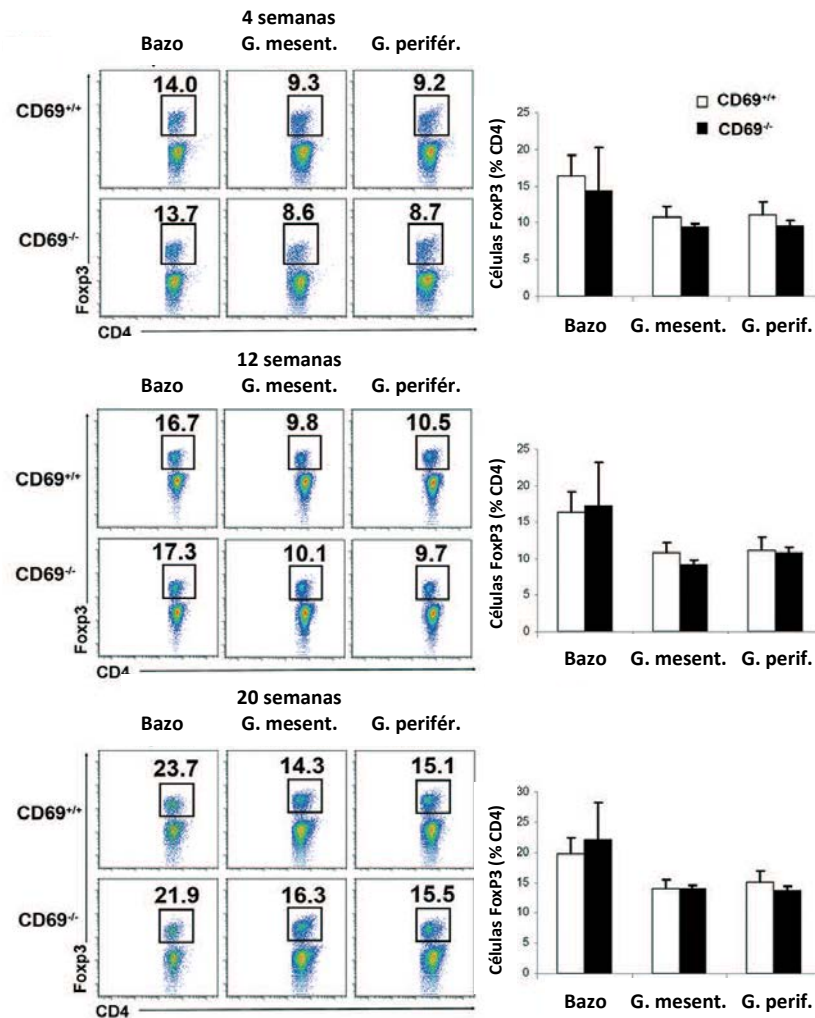 4 semanas
Bazo G. mesent. G. perifér.
14.0 9.3 9.2
CD69+/+
13.7 8.6 8.7
CD69-/-
Foxp3
CD4
25
20
15
10
5
0
Células FoxP3 (% CD4)
CD69+/+
CD69-/-
Bazo G. mesent. G. perif.
12 semanas
Bazo G. mesent. G. perifér.
16.7 9.8 10.5
CD69+/+
17.3 10.1 9.7
CD69-/-
Foxp3
CD4
25
20
15
10
5
0
Células FoxP3 (% CD4)
Bazo G. mesent. G. perif.
20 semanas
Bazo G. mesent. G. perifér.
23.7 14.3 15.1
CD69+/+
21.9 16.3 15.5
CD69-/-
Foxp3
CD4
30
25
20
15
10
5
0
Células FoxP3 (% CD4)
Bazo G. mesent. G. perif.